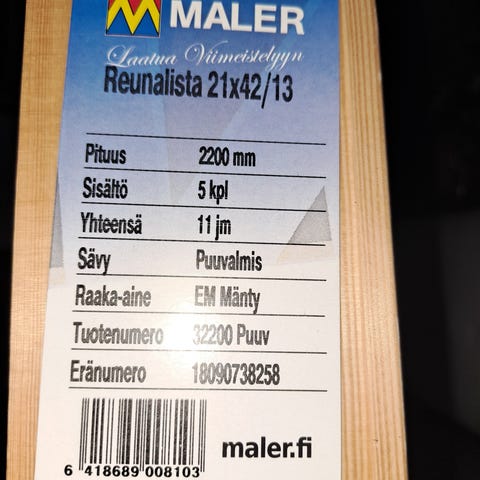 MALER
Laatua Viimeistelyyn
Reunalista 21x42/13
Pituus 2200 mm
Sisältö 5 kpl
Yhteensä 11 jm
Sävy Puuvalmis
Raaka-aine EM Mänty
Tuotenumero 32200 Puuv
Eränumero 18090738258
maler.fi
6 418689 008103